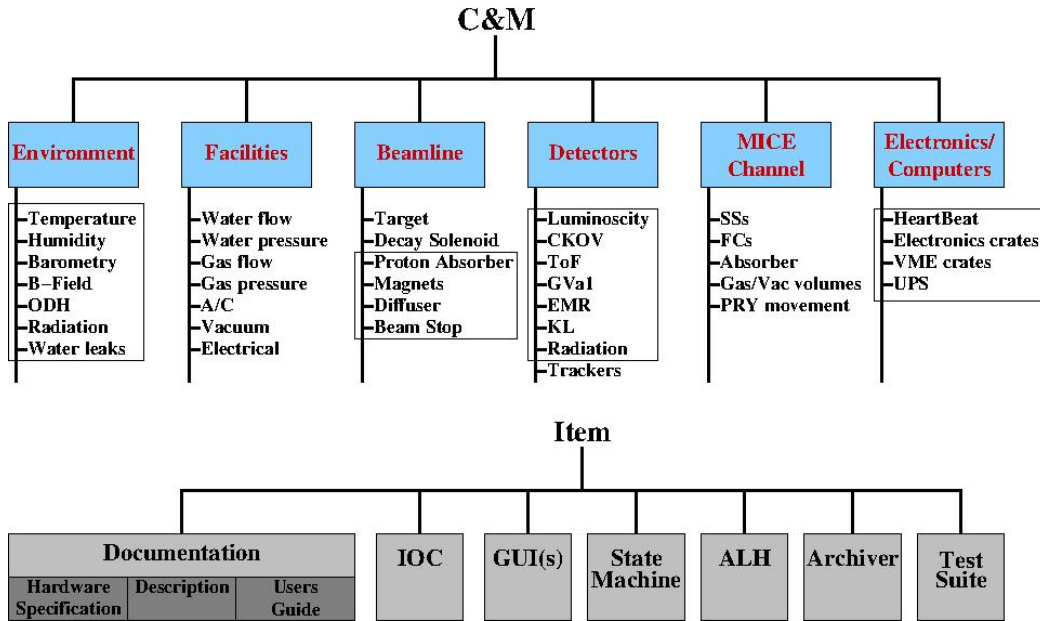 C&M
Environment
Temperature
Humidity
Barometry
B-Field
ODH
Radiation
Water leaks
Facilities
Water flow
Water pressure
Gas flow
Gas pressure
A/C
Vacuum
Electrical
Beamline
Target
Decay Solenoid
Proton Absorber
Magnets
Diffuser
Beam Stop
Detectors
Luminoscity
CKOV
ToF
GVa1
EMR
KL
Radiation
Trackers
MICE
Channel
SSs
FCs
Absorber
Gas/Vac volumes
PRY movement
Electronics/
Computers
HeartBeat
Electronics crates
VME crates
UPS
Item
Documentation
Hardware
Specification
Description
Users
Guide
IOC
GUI(s)
State
Machine
ALH
Archiver
Test
Suite